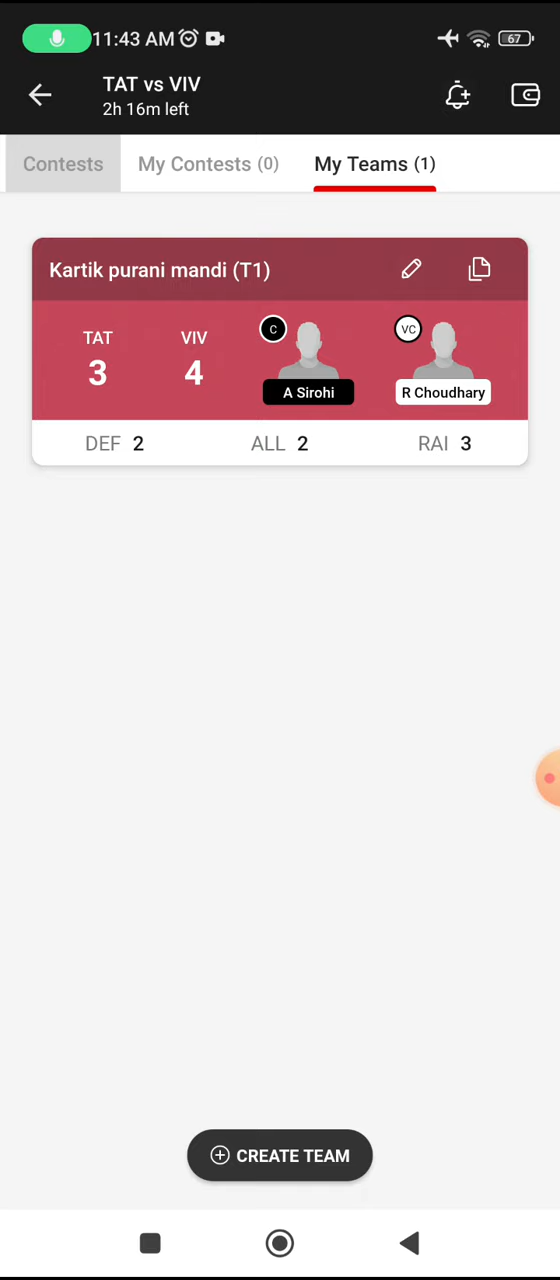 11:43 AM
67
TAT vs VIV
2h 16m left
Contests My Contests (0) My Teams (1)
Kartik purani mandi (T1)
TAT VIV C VC
3 4 A Sirohi R Choudhary
DEF 2 ALL 2 RAI 3
CREATE TEAM